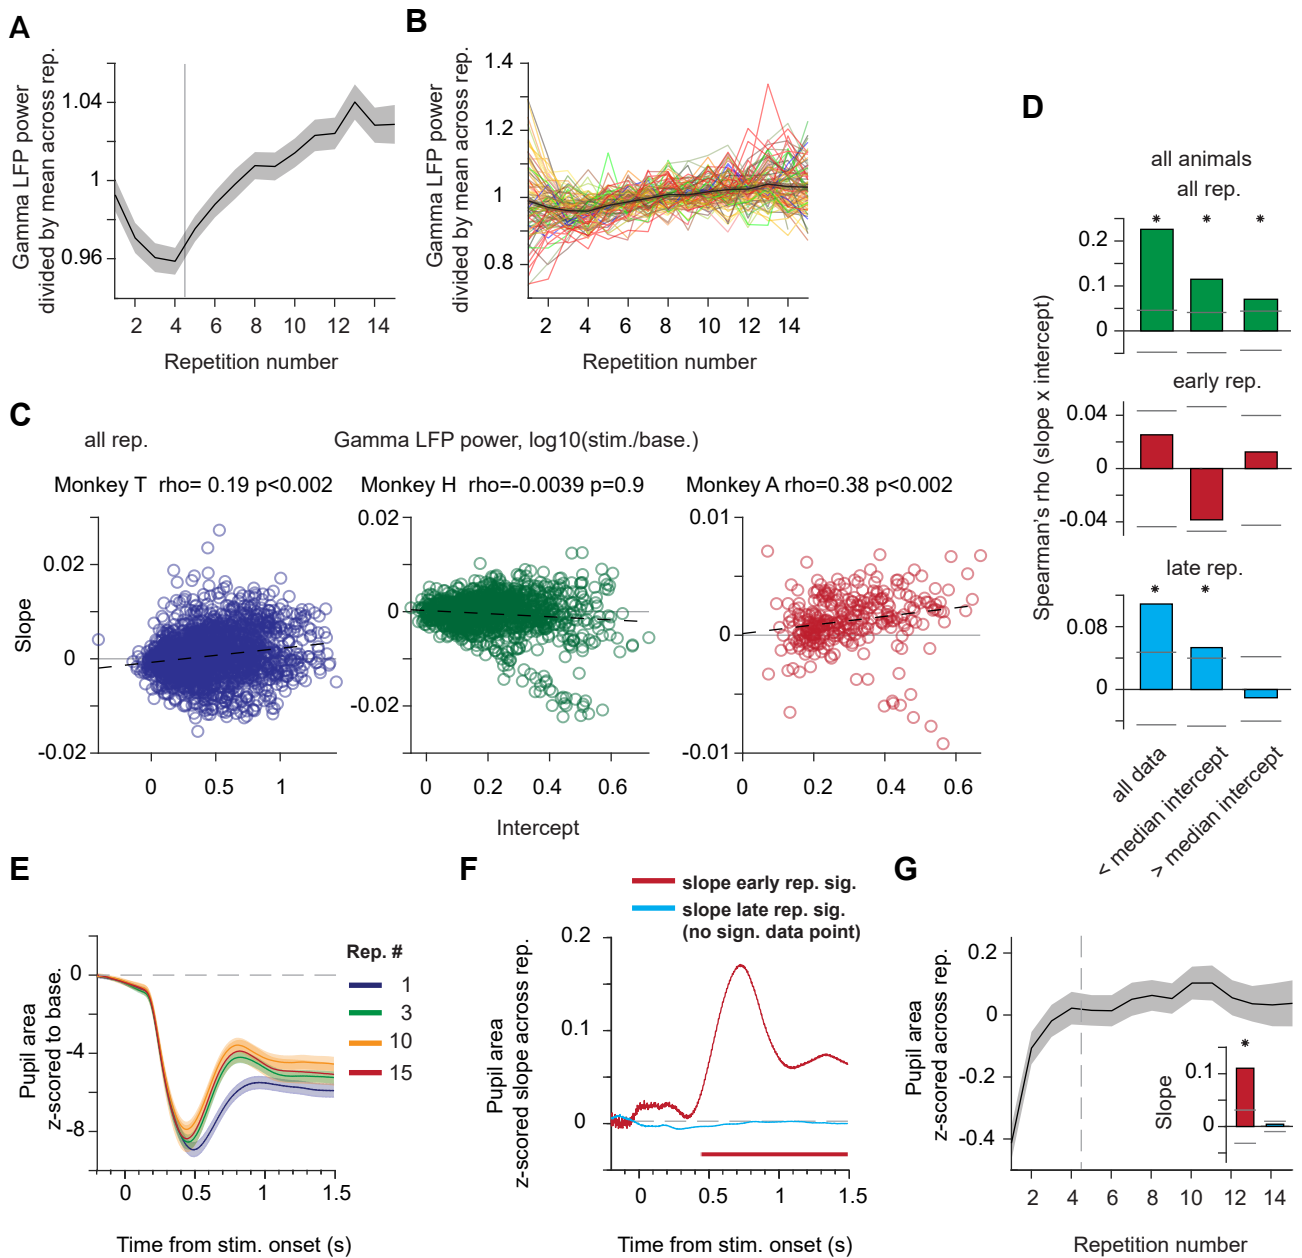 A
Gamma LFP power
divided by mean across rep.
1.04
1
0.96
2 4 6 8 10 12 14
Repetition number
B
Gamma LFP power
divided by mean across rep.
1.4
1.2
1
0.8
2 4 6 8 10 12 14
Repetition number
C
all rep.
Gamma LFP power, log10(stim./base.)
Monkey T rho= 0.19 p<0.002
Monkey H rho=-0.0039 p=0.9
Monkey A rho=0.38 p<0.002
Slope
0.02
0
-0.02
0 0.5 1
0.02
0
-0.02
0 0.2 0.4 0.6
0.01
0
-0.01
0 0.2 0.4 0.6
Intercept
D
all animals
all rep.
Spearman's rho (slope x intercept)
* * *
0.2
0.1
0
early rep.
0.04
0
-0.04
late rep.
* *
0.08
0
all data
< median intercept
> median intercept
E
Pupil area
z-scored to base.
0
-4
-8
0 0.5 1 1.5
Time from stim. onset (s)
Rep. #
1
3
10
15
F
slope early rep. sig.
slope late rep. sig.
(no sign. data point)
Pupil area
z-scored slope across rep.
0.2
0.1
0
0 0.5 1 1.5
Time from stim. onset (s)
G
Pupil area
z-scored across rep.
0.2
0
-0.2
-0.4
2 4 6 8 10 12 14
Repetition number
Slope
*
0.1
0